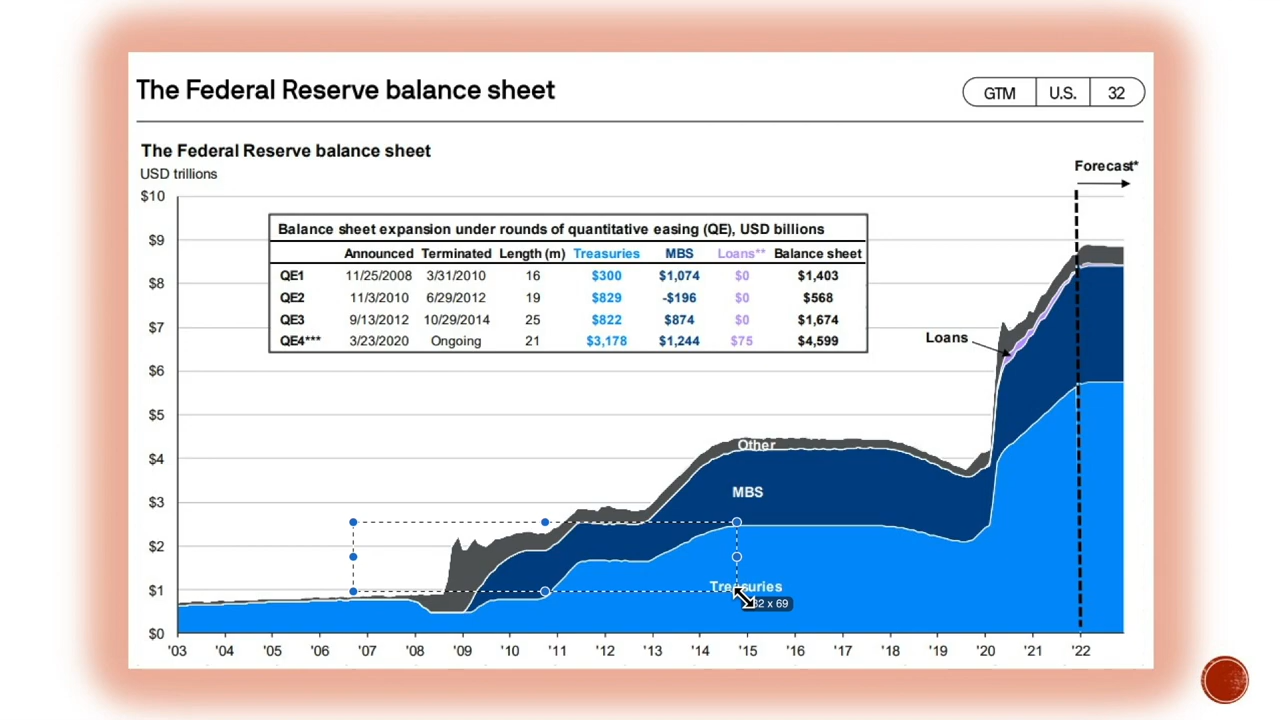 The Federal Reserve balance sheet
GTM U.S. 32
The Federal Reserve balance sheet
USD trillions
Forecast*
$10
$9
$8
$7
$6
$5
$4
$3
$2
$1
$0
Balance sheet expansion under rounds of quantitative easing (QE), USD billions
Announced Terminated Length (m) Treasuries MBS Loans** Balance sheet
QE1 11/25/2008 3/31/2010 16 $300 $1,074 $0 $1,403
QE2 11/3/2010 6/29/2012 19 $829 -$196 $0 $568
QE3 9/13/2012 10/29/2014 25 $822 $874 $0 $1,674
QE4*** 3/23/2020 Ongoing 21 $3,178 $1,244 $75 $4,599
Loans
Other
MBS
Treasuries
x 69
'03 '04 '05 '06 '07 '08 '09 '10 '11 '12 '13 '14 '15 '16 '17 '18 '19 '20 '21 '22